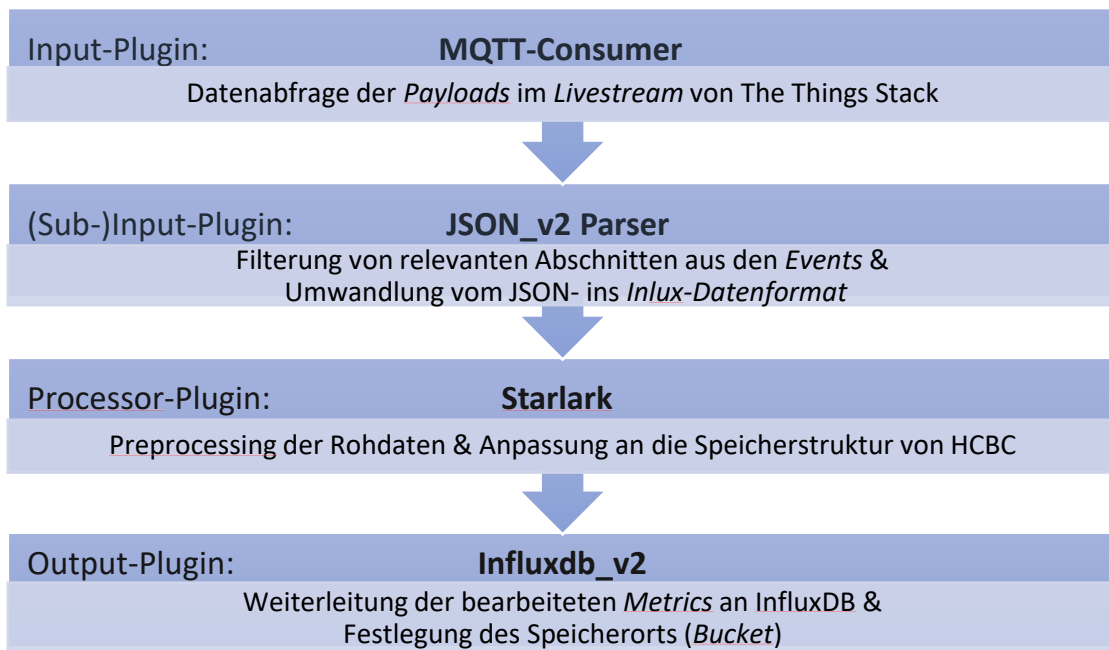 Input-Plugin: MQTT-Consumer
Datenabfrage der Payloads im Livestream von The Things Stack
(Sub-)Input-Plugin: JSON_v2 Parser
Filterung von relevanten Abschnitten aus den Events &
Umwandlung vom JSON- ins Inlux-Datenformat
Processor-Plugin: Starlark
Preprocessing der Rohdaten & Anpassung an die Speicherstruktur von HCBC
Output-Plugin: Influxdb_v2
Weiterleitung der bearbeiteten Metrics an InfluxDB &
Festlegung des Speicherorts (Bucket)